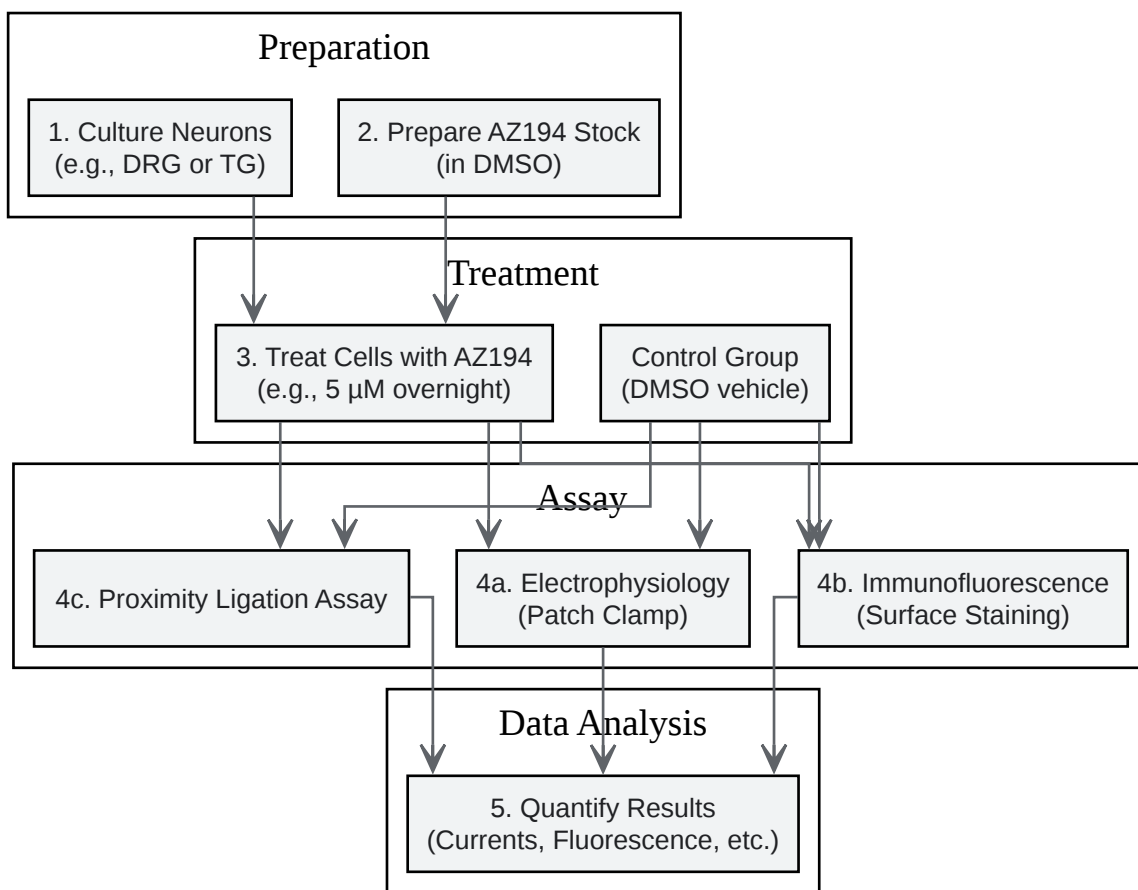 Preparation
1. Culture Neurons
(e.g., DRG or TG)
2. Prepare AZ194 Stock
(in DMSO)
Treatment
3. Treat Cells with AZ194
(e.g., 5 µM overnight)
Control Group
(DMSO vehicle)
Assay
4c. Proximity Ligation Assay
4a. Electrophysiology
(Patch Clamp)
4b. Immunofluorescence
(Surface Staining)
Data Analysis
5. Quantify Results
(Currents, Fluorescence, etc.)